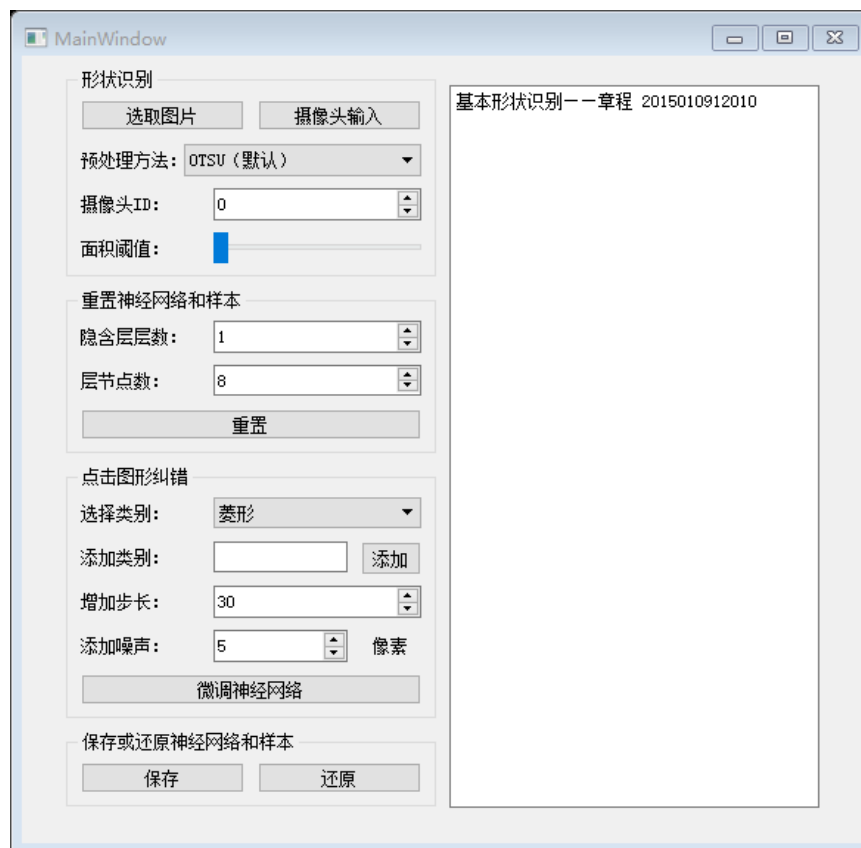 MainWindow
形状识别
选取图片 摄像头输入
预处理方法: OTSU（默认）
摄像头ID: 0
面积阈值:
重置神经网络和样本
隐含层层数: 1
层节点数: 8
重置
点击图形纠错
选择类别: 菱形
添加类别: 添加
增加步长: 30
添加噪声: 5 像素
微调神经网络
保存或还原神经网络和样本
保存 还原
基本形状识别——章程 2015010912010